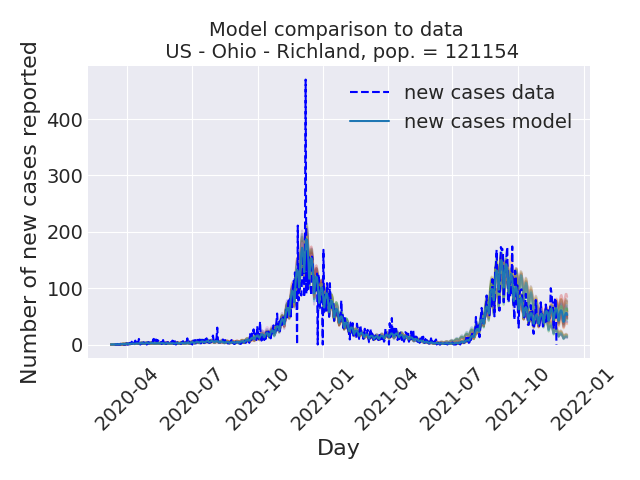 Model comparison to data
US - Ohio - Richland, pop. = 121154
Number of new cases reported
400
300
200
100
0
new cases data
new cases model
2020-04
2020-07
2020-10
2021-01
2021-04
2021-07
2021-10
2022-01
Day